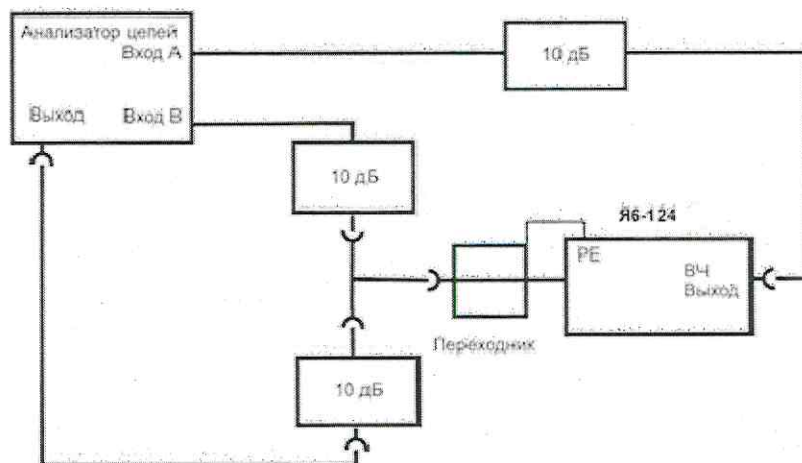 Анализатор цепей
Вход А
10 дБ
Выход
Вход В
10 дБ
Я6-124
РЕ
ВЧ
Выход
Переходник
10 дБ